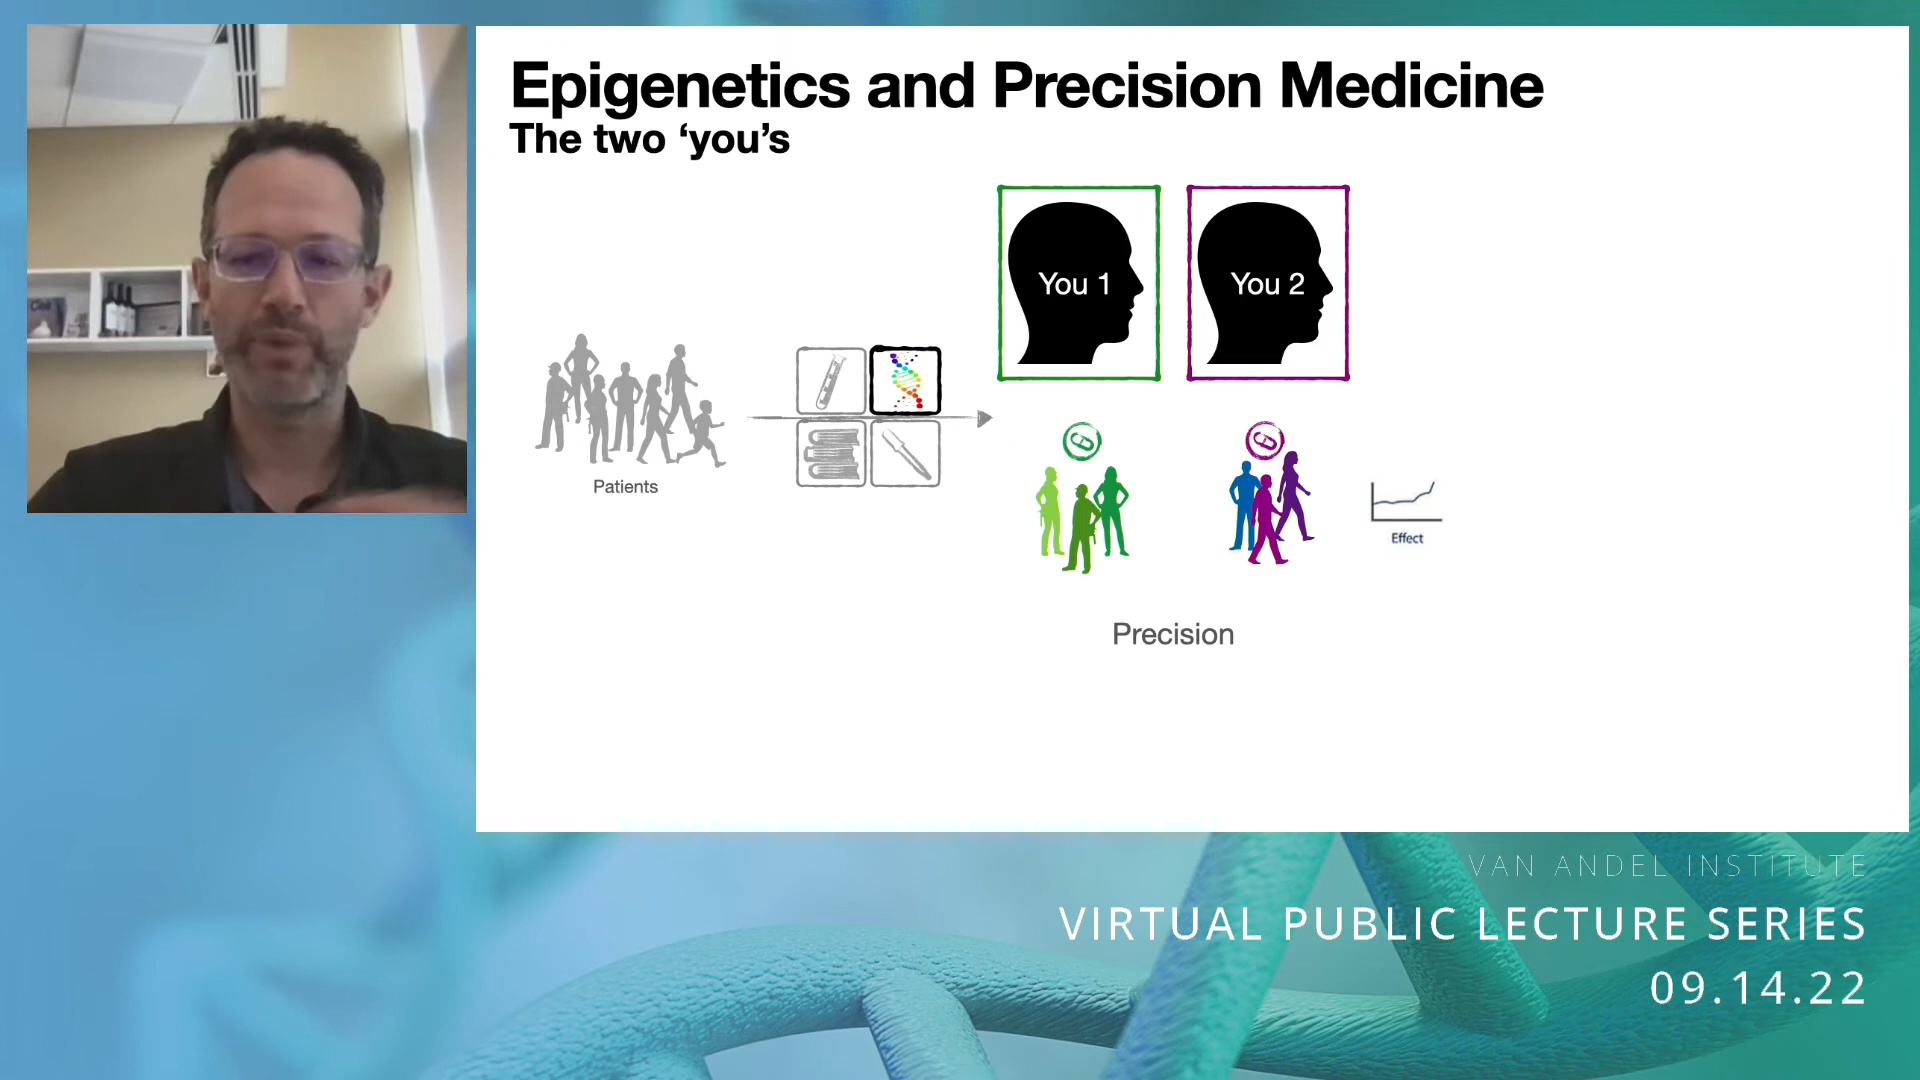 Epigenetics and Precision Medicine
The two ‘you’s
You 1
You 2
Patients
Effect
Precision
Cell
VAN ANDEL INSTITUTE
VIRTUAL PUBLIC LECTURE SERIES
09.14.22